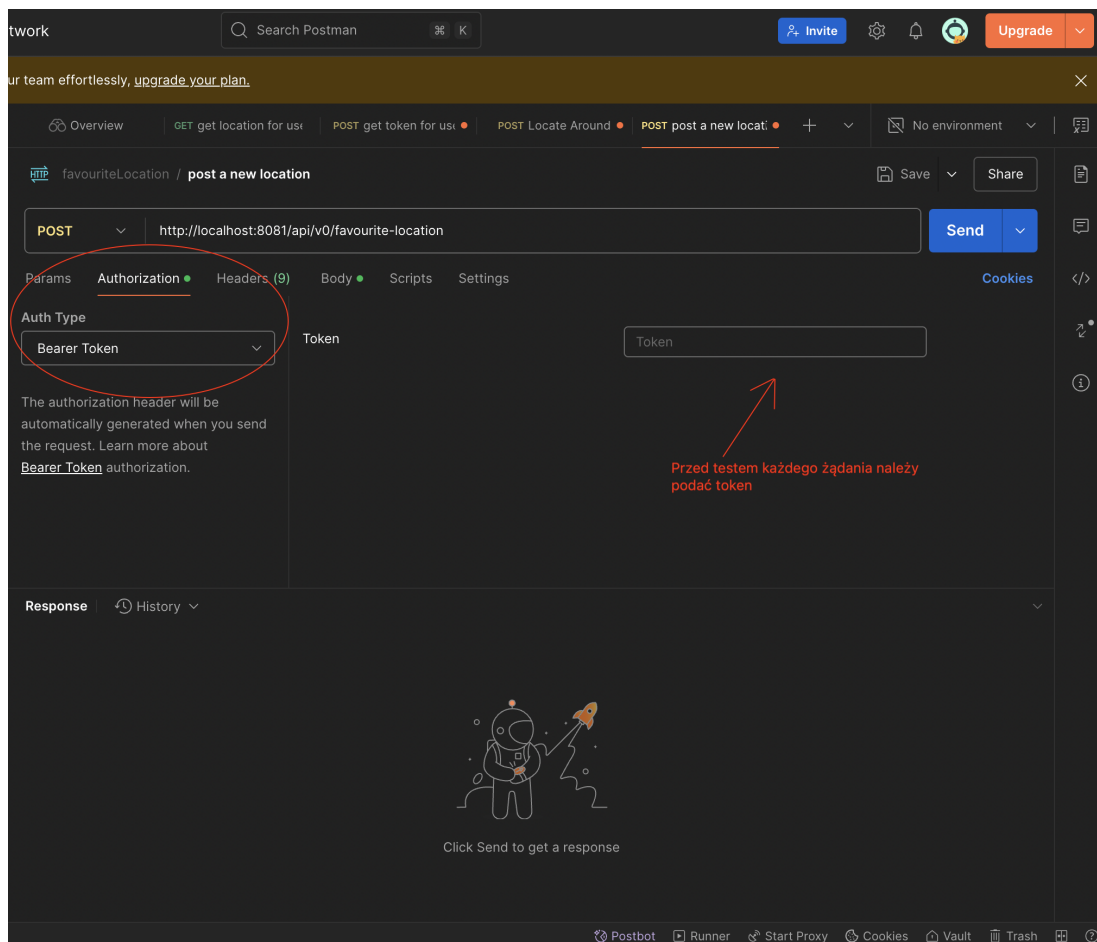 twork
Search Postman
⌘ K
Invite
Upgrade
ur team effortlessly, upgrade your plan.
Overview
GET get location for use
POST get token for use
POST Locate Around
POST post a new locati
No environment
HTTP
favouriteLocation / post a new location
Save
Share
POST
http://localhost:8081/api/v0/favourite-location
Send
Params
Authorization
Headers (9)
Body
Scripts
Settings
Cookies
Auth Type
Bearer Token
Token
Token
The authorization header will be
automatically generated when you send
the request. Learn more about
Bearer Token authorization.
Przed testem każdego żądania należy
podać token
Response
History
Click Send to get a response
Postbot
Runner
Start Proxy
Cookies
Vault
Trash